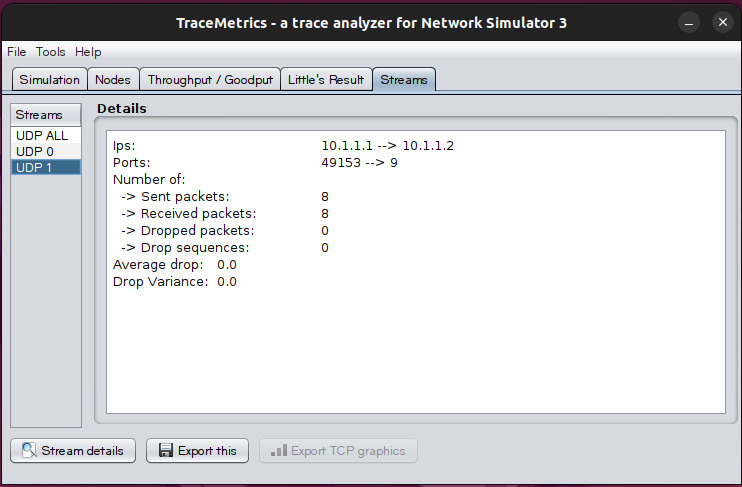 TraceMetrics - a trace analyzer for Network Simulator 3
File Tools Help
Simulation Nodes Throughput / Goodput Little's Result Streams
Streams
UDP ALL
UDP 0
UDP 1
Details
Ips: 10.1.1.1 --> 10.1.1.2
Ports: 49153 --> 9
Number of:
-> Sent packets: 8
-> Received packets: 8
-> Dropped packets: 0
-> Drop sequences: 0
Average drop: 0.0
Drop Variance: 0.0
Stream details Export this Export TCP graphics